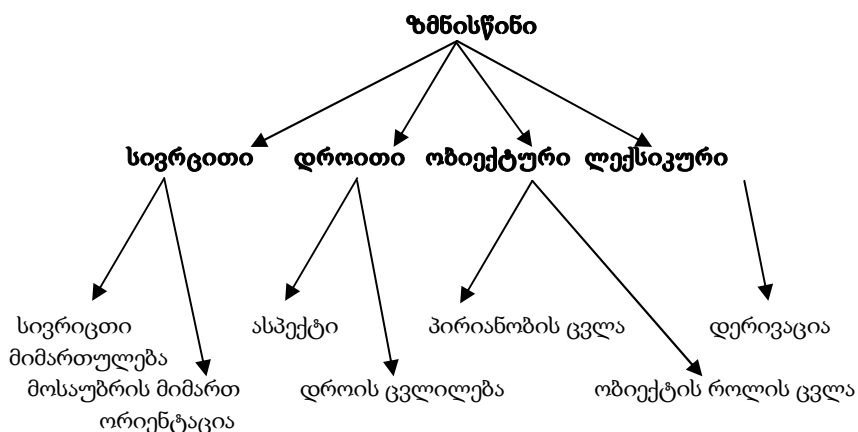 ზმნისწინი
სივრცითი დროითი ობიექტური ლექსიკური
სივრიცთი
მიმართულება
ასპექტი
პირიანობის ცვლა
დერივაცია
მოსაუბრის მიმართ
ორიენტაცია
დროის ცვლილება
ობიექტის როლის ცვლა